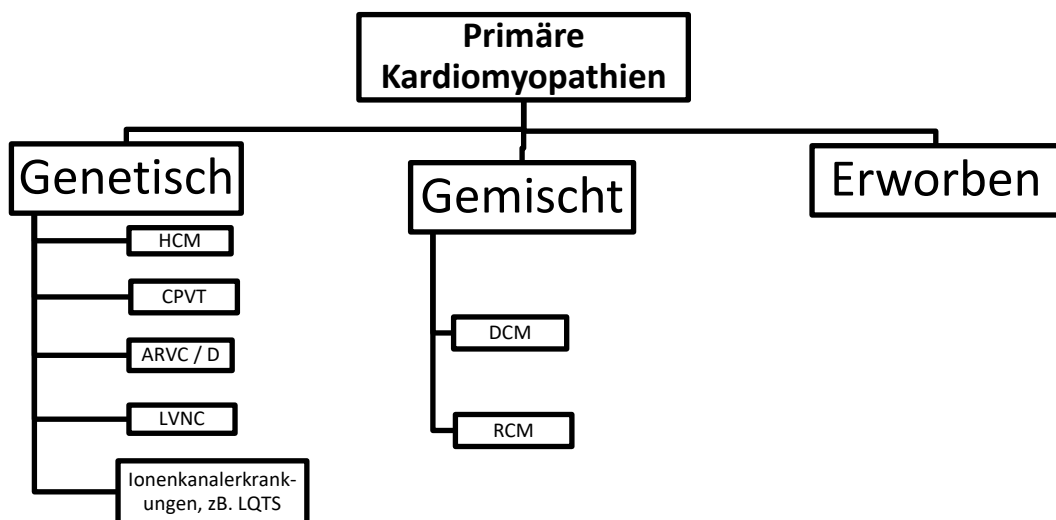 Primäre
Kardiomyopathien
Genetisch
HCM
CPVT
ARVC / D
LVNC
Ionenkanalerkrank-
ungen, zB. LQTS
Gemischt
DCM
RCM
Erworben